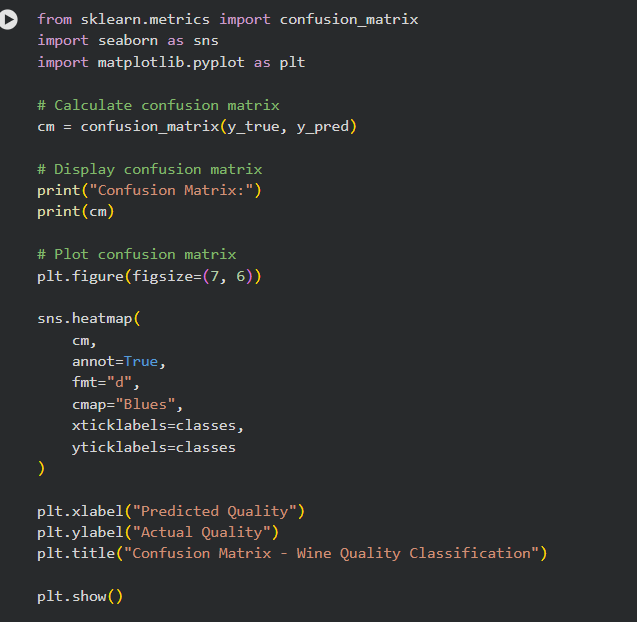 from sklearn.metrics import confusion_matrix
import seaborn as sns
import matplotlib.pyplot as plt

# Calculate confusion matrix
cm = confusion_matrix(y_true, y_pred)

# Display confusion matrix
print("Confusion Matrix:")
print(cm)

# Plot confusion matrix
plt.figure(figsize=(7, 6))

sns.heatmap(
    cm,
    annot=True,
    fmt="d",
    cmap="Blues",
    xticklabels=classes,
    yticklabels=classes
)

plt.xlabel("Predicted Quality")
plt.ylabel("Actual Quality")
plt.title("Confusion Matrix - Wine Quality Classification")

plt.show()